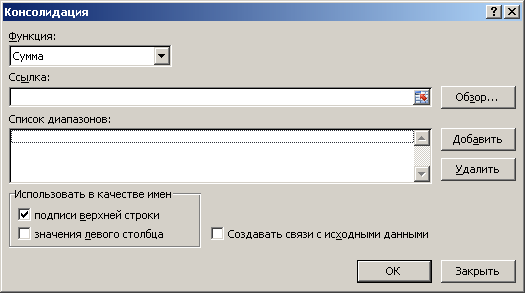 Консолидация
Функция:
Сумма
Ссылка:
Обзор...
Список диапазонов:
Добавить
Удалить
Использовать в качестве имен
подписи верхней строки
значения левого столбца
Создавать связи с исходными данными
ОК
Закрыть